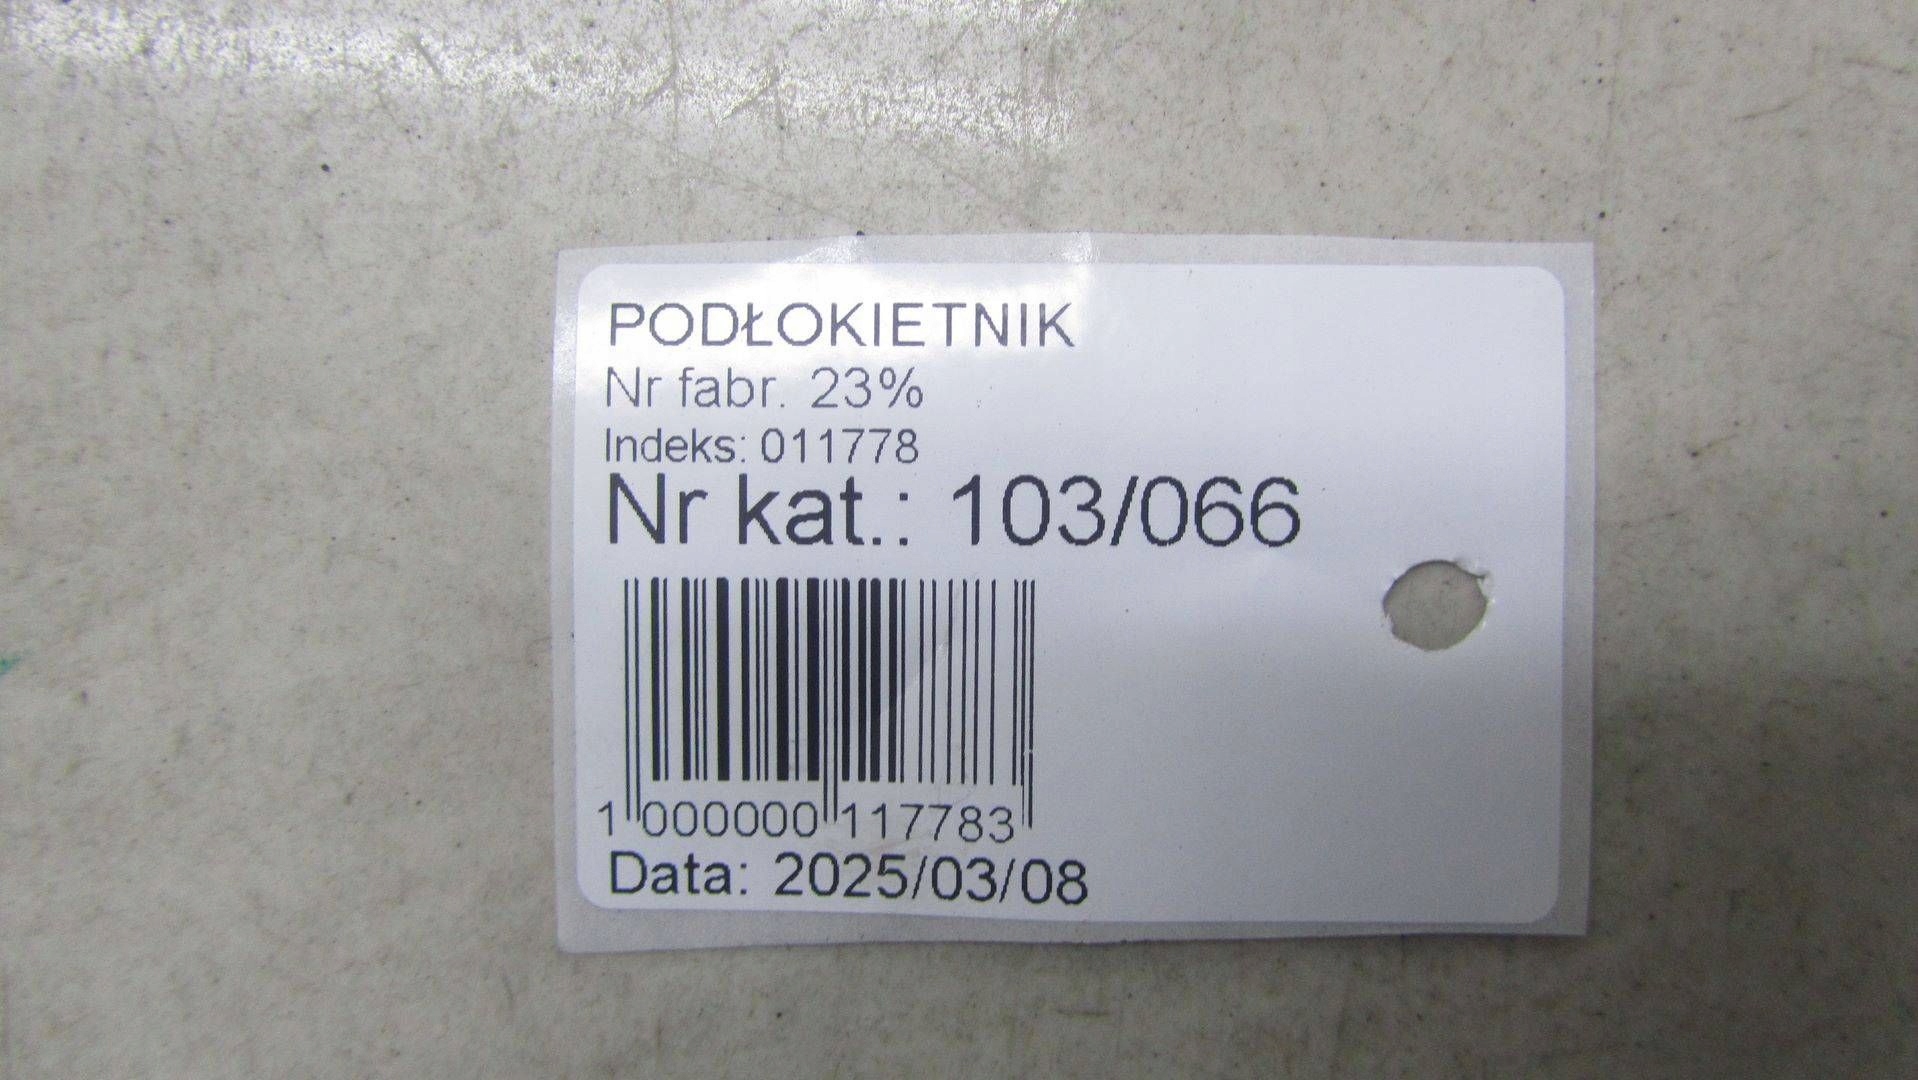 PODŁOKIETNIK
Nr fabr. 23%
Indeks: 011778
Nr kat.: 103/066
1 000000 117783
Data: 2025/03/08